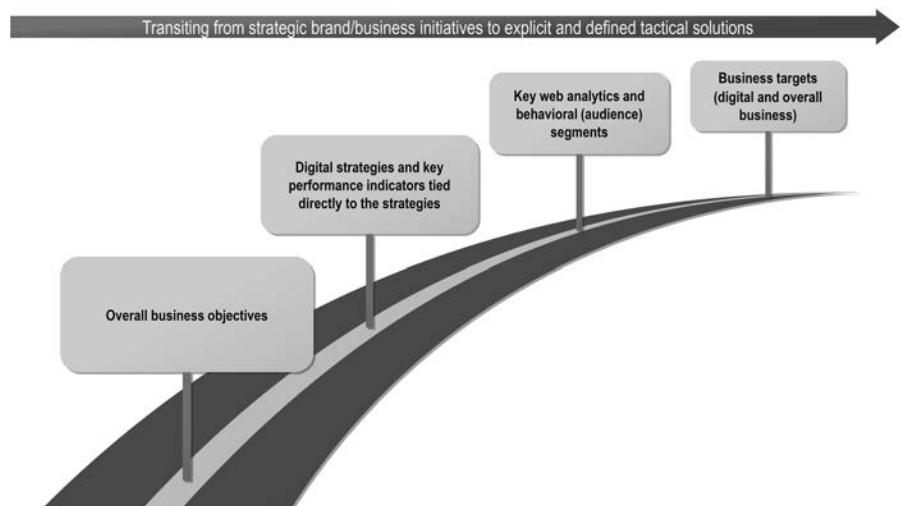 Transiting from strategic brand/business initiatives to explicit and defined tactical solutions
Business targets
(digital and overall
business)
Key web analytics and
behavioral (audience)
segments
Digital strategies and key
performance indicators tied
directly to the strategies
Overall business objectives